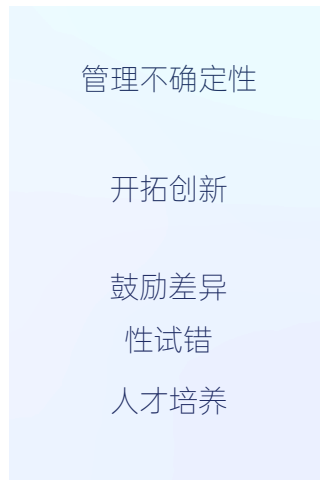 管理不确定性
开拓创新
鼓励差异
性试错
人才培养